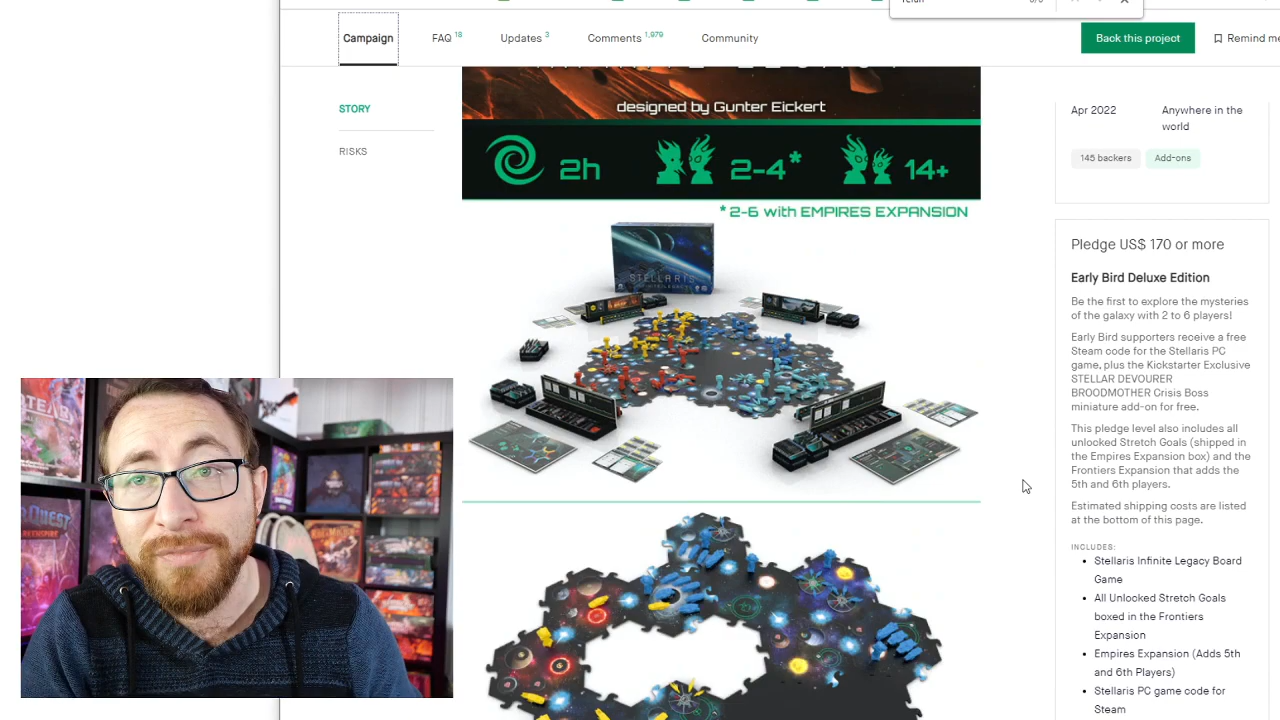 Campaign
FAQ 18
Updates 3
Comments 1,979
Community
Back this project
Remind me
STORY
RISKS
designed by Gunter Eickert
2h
2-4*
14+
* 2-6 with EMPIRES EXPANSION
STELLARIS
Apr 2022
Anywhere in the
world
145 backers
Add-ons
Pledge US$ 170 or more
Early Bird Deluxe Edition
Be the first to explore the mysteries
of the galaxy with 2 to 6 players!
Early Bird supporters receive a free
Steam code for the Stellaris PC
game, plus the Kickstarter Exclusive
STELLAR DEVOURER
BROODMOTHER Crisis Boss
miniature add-on for free.
This pledge level also includes all
unlocked Stretch Goals (shipped in
the Empires Expansion box) and the
Frontiers Expansion that adds the
5th and 6th players.
Estimated shipping costs are listed
at the bottom of this page.
INCLUDES:
Stellaris Infinite Legacy Board
Game
All Unlocked Stretch Goals
boxed in the Frontiers
Expansion
Empires Expansion (Adds 5th
and 6th Players)
Stellaris PC game code for
Steam